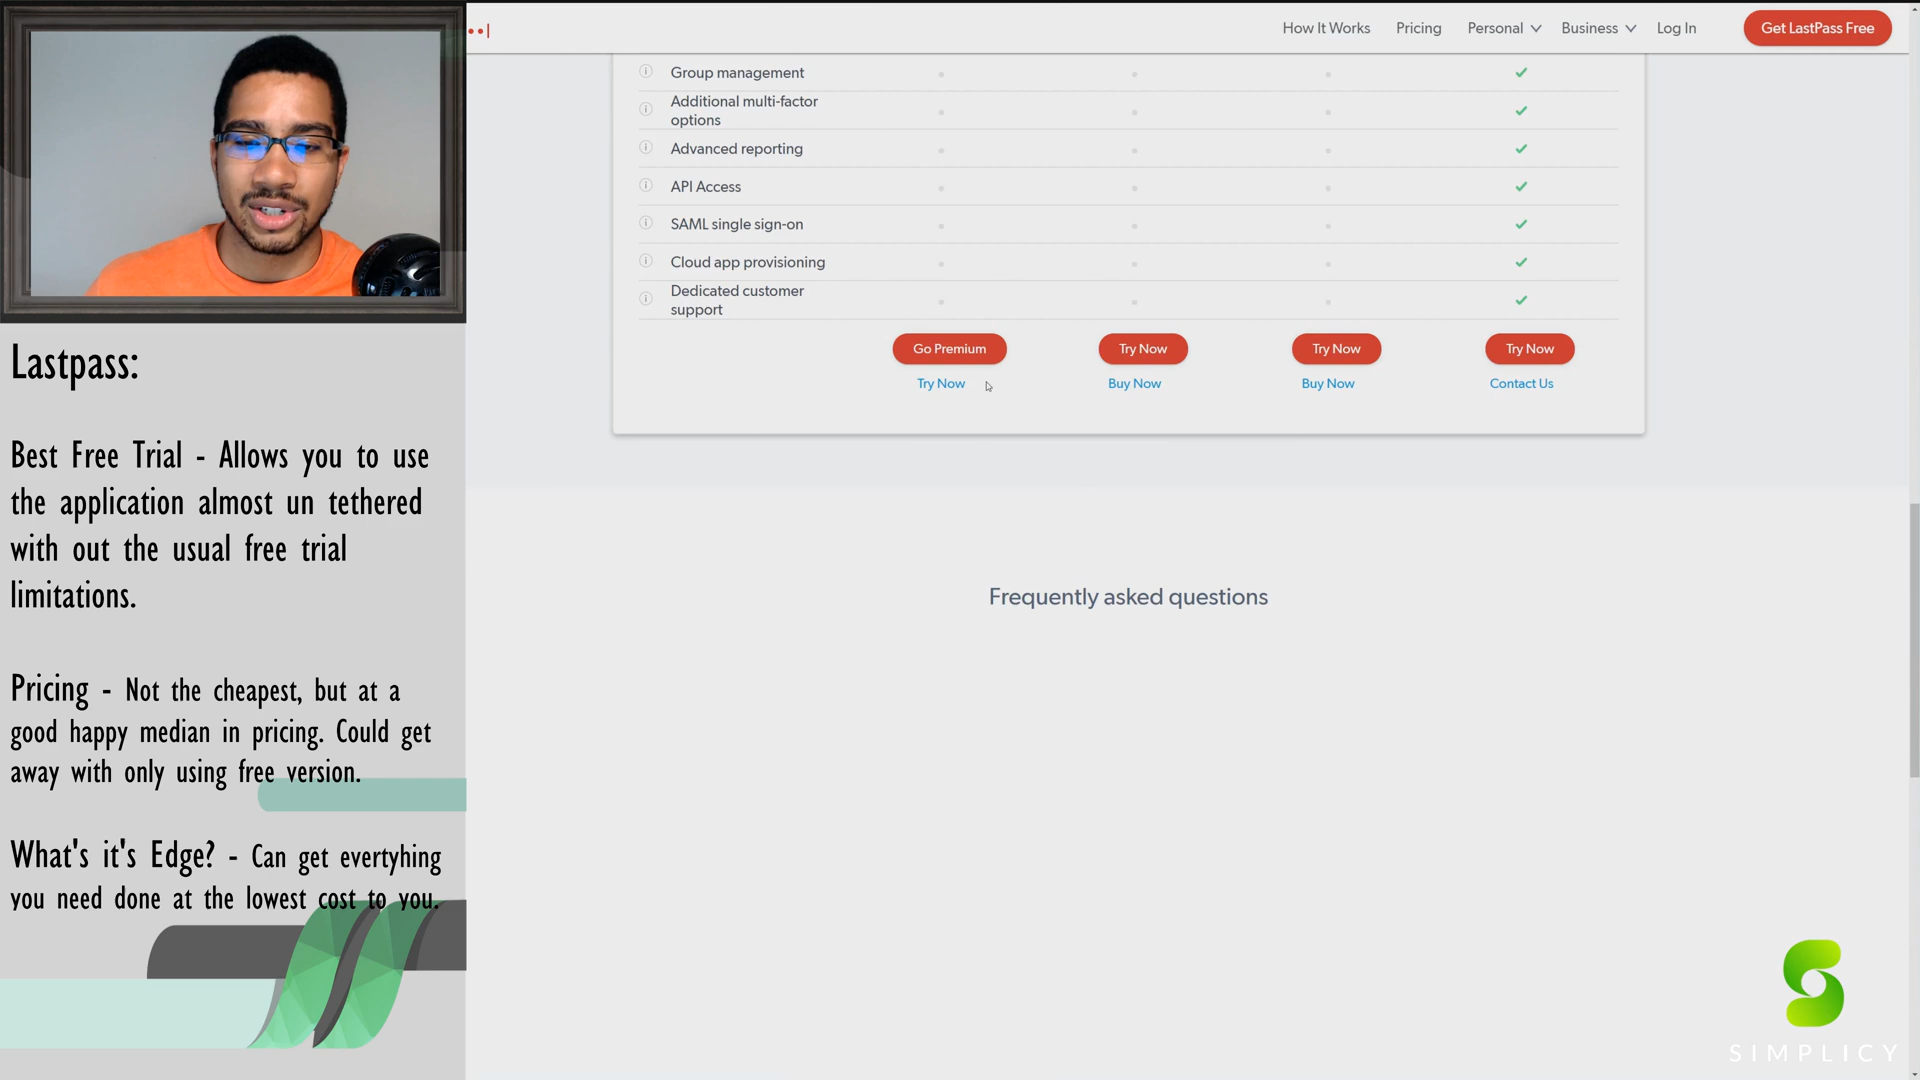 How It Works Pricing Personal Business Log In Get LastPass Free
Group management
Additional multi-factor
options
Advanced reporting
API Access
SAML single sign-on
Cloud app provisioning
Dedicated customer
support
Go Premium Try Now Try Now Try Now
Try Now Buy Now Buy Now Contact Us
Frequently asked questions
Lastpass:
Best Free Trial - Allows you to use
the application almost un tethered
with out the usual free trial
limitations.
Pricing - Not the cheapest, but at a
good happy median in pricing. Could get
away with only using free version.
What's it's Edge? - Can get evertyhing
you need done at the lowest cost to you.
SIMPLICY